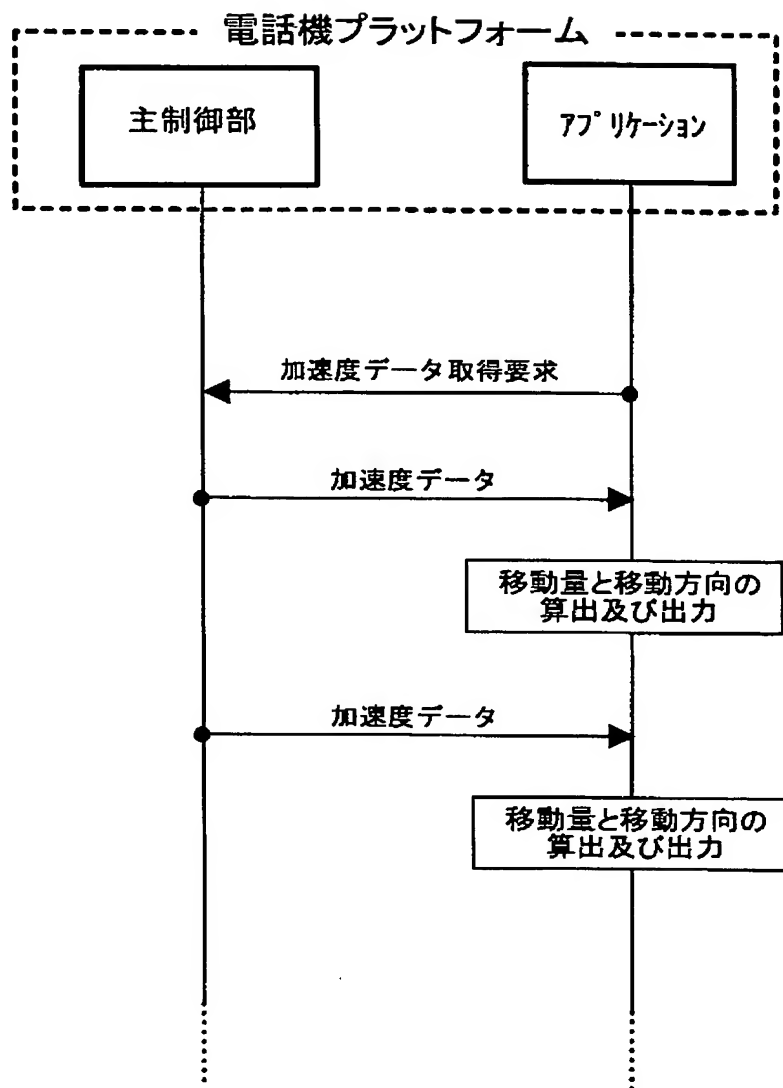 電話機プラットフォーム
主制御部
アプリケーション
加速度データ取得要求
加速度データ
移動量と移動方向の
算出及び出力
加速度データ
移動量と移動方向の
算出及び出力